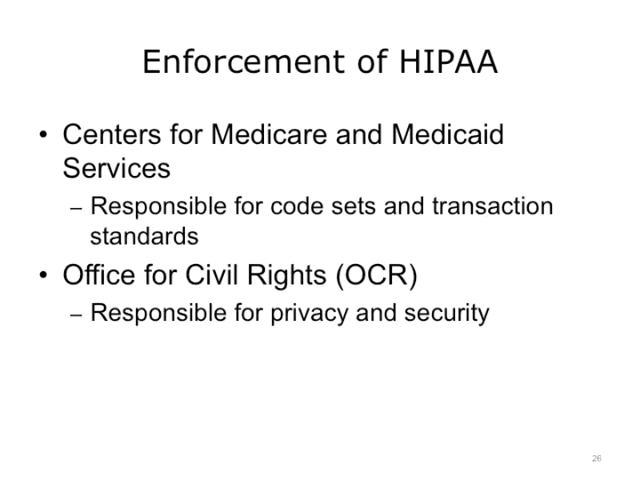 Enforcement of HIPAA
• Centers for Medicare and Medicaid
Services
– Responsible for code sets and transaction
standards
• Office for Civil Rights (OCR)
– Responsible for privacy and security
26